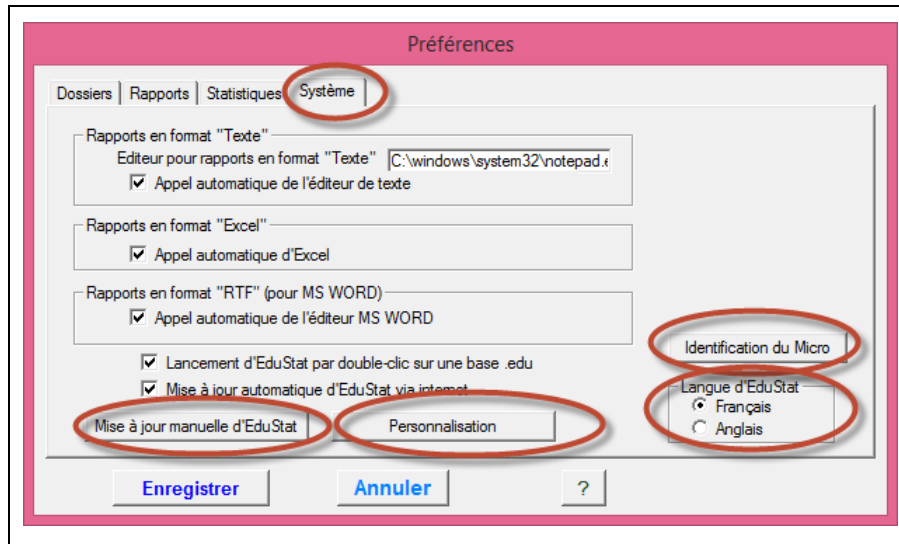 Préférences
Dossiers Rapports Statistiques Système
Rapports en format "Texte"
Editeur pour rapports en format "Texte" C:\windows\system32\notepad.e
Appel automatique de l'éditeur de texte
Rapports en format "Excel"
Appel automatique d'Excel
Rapports en format "RTF" (pour MS WORD)
Appel automatique de l'éditeur MS WORD
Identification du Micro
Lancement d'EduStat par double-clic sur une base .edu
Mise à jour automatique d'EduStat via internet
Langue d'EduStat
Français
Anglais
Mise à jour manuelle d'EduStat Personnalisation
Enregistrer Annuler ?